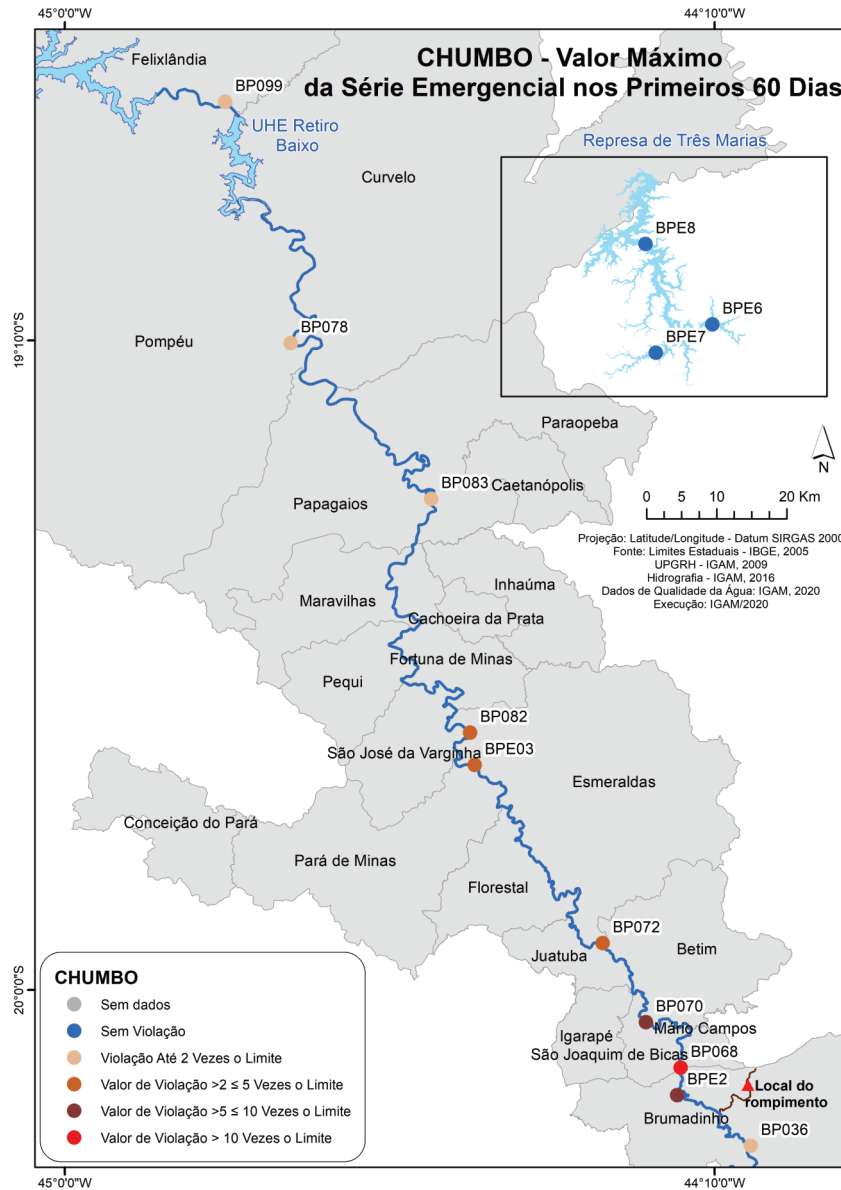 45°0'0"W
44°10'0"W
CHUMBO - Valor Máximo
da Série Emergencial nos Primeiros 60 Dias
Felixlândia
BP099
UHE Retiro
Baixo
Represa de Três Marias
Curvelo
BPE8
BPE6
BPE7
BP078
Pompéu
19°10'0"S
Paraopeba
BP083
Caetanópolis
Papagaios
N
0 5 10 20 Km
Projeção: Latitude/Longitude - Datum SIRGAS 2000
Fonte: Limites Estaduais - IBGE, 2005
UPGRH - IGAM, 2009
Hidrografia - IGAM, 2016
Dados de Qualidade da Água: IGAM, 2020
Execução: IGAM/2020
Inhaúma
Maravilhas
Cachoeira da Prata
Fortuna de Minas
Pequi
BP082
BPE03
São José da Varginha
Esmeraldas
Conceição do Pará
Pará de Minas
Florestal
BP072
Juatuba
Betim
20°0'0"S
BP070
Mário Campos
Igarapé
São Joaquim de Bicas
BP068
BPE2
Local do
rompimento
Brumadinho
BP036
CHUMBO
Sem dados
Sem Violação
Violação Até 2 Vezes o Limite
Valor de Violação >2 ≤ 5 Vezes o Limite
Valor de Violação >5 ≤ 10 Vezes o Limite
Valor de Violação > 10 Vezes o Limite
45°0'0"W
44°10'0"W